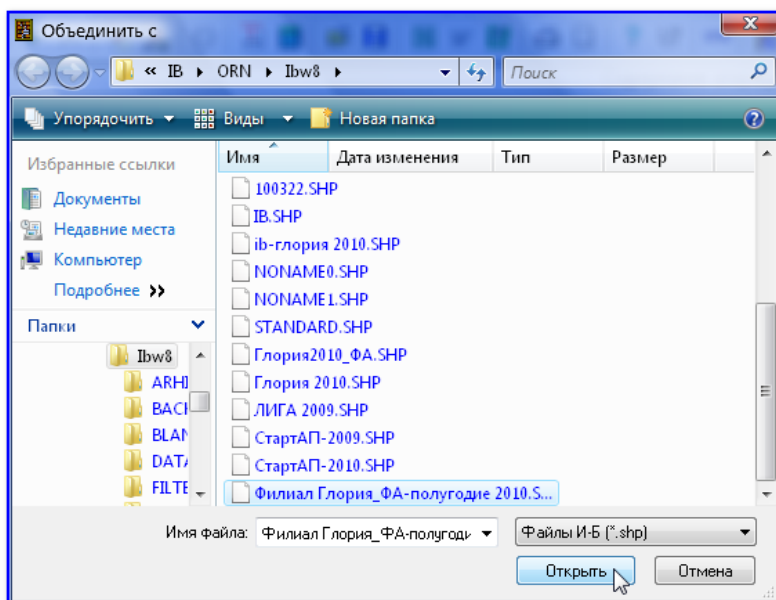 Объединить с
« IB ▸ ORN ▸ Ibw8 ▸
Поиск
Упорядочить
Виды
Новая папка
Избранные ссылки
Документы
Недавние места
Компьютер
Подробнее »
Папки
Ibw8
ARHI
BACK
BLAN
DATA
FILTE
Имя Дата изменения Тип Размер
100322.SHP
IB.SHP
ib-глория 2010.SHP
NONAME0.SHP
NONAME1.SHP
STANDARD.SHP
Глория2010_ФА.SHP
Глория 2010.SHP
ЛИГА 2009.SHP
СтартАП-2009.SHP
СтартАП-2010.SHP
Филиал Глория_ФА-полугодие 2010.S...
Имя файла: Филиал Глория_ФА-полугоди
Файлы И-Б (*.shp)
Открыть Отмена